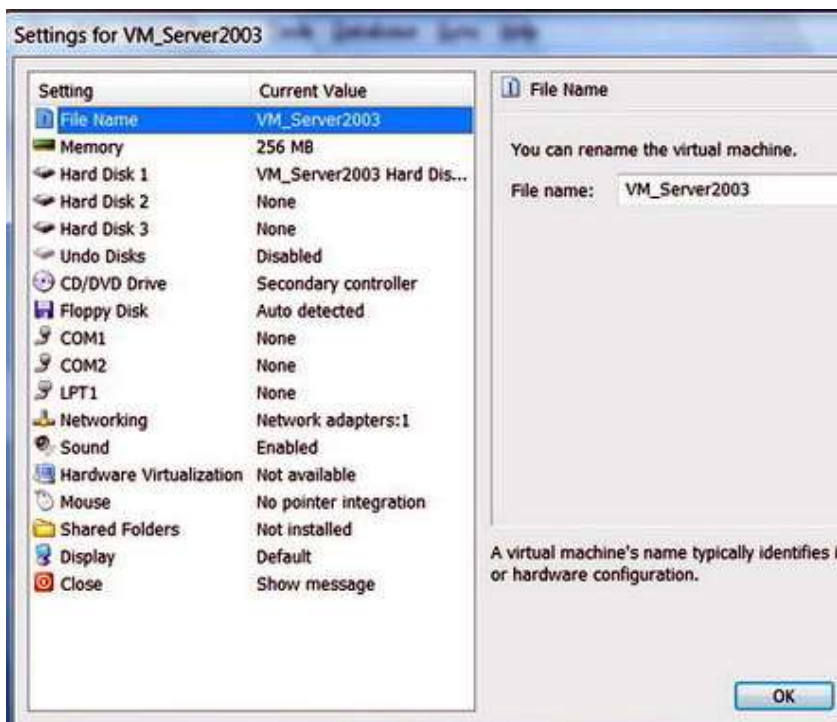 Settings for VM_Server2003
Setting Current Value
File Name VM_Server2003
Memory 256 MB
Hard Disk 1 VM_Server2003 Hard Dis...
Hard Disk 2 None
Hard Disk 3 None
Undo Disks Disabled
CD/DVD Drive Secondary controller
Floppy Disk Auto detected
COM1 None
COM2 None
LPT1 None
Networking Network adapters:1
Sound Enabled
Hardware Virtualization Not available
Mouse No pointer integration
Shared Folders Not installed
Display Default
Close Show message
File Name
You can rename the virtual machine.
File name: VM_Server2003
A virtual machine's name typically identifies
or hardware configuration.
OK